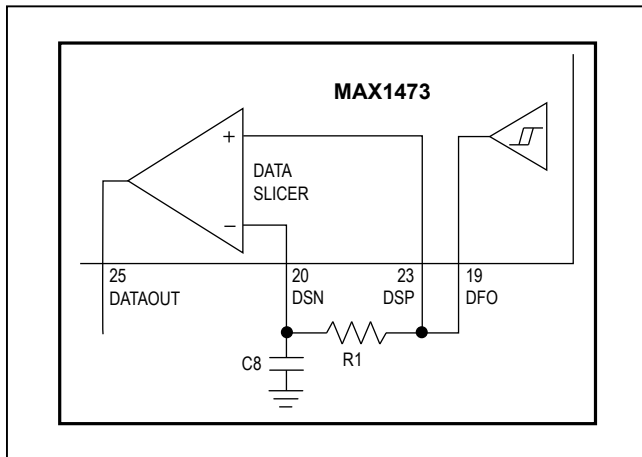 MAX1473
+
DATA
SLICER
−
25
DATAOUT
20
DSN
23
DSP
19
DFO
C8
R1